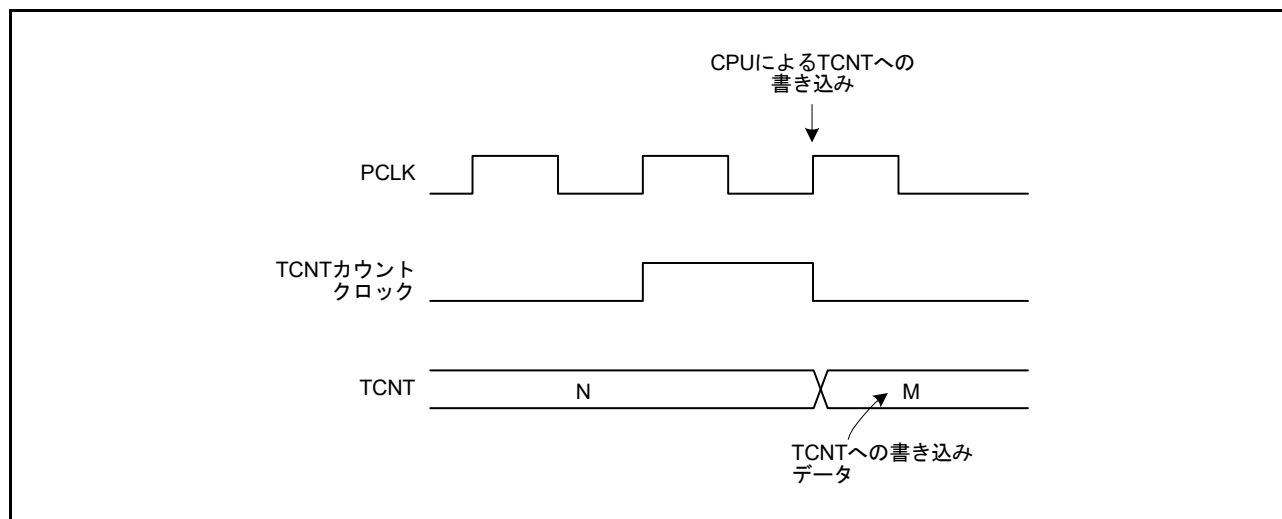 CPUによるTCNTへの
書き込み
PCLK
TCNTカウント
クロック
TCNT
N
M
TCNTへの書き込み
データ